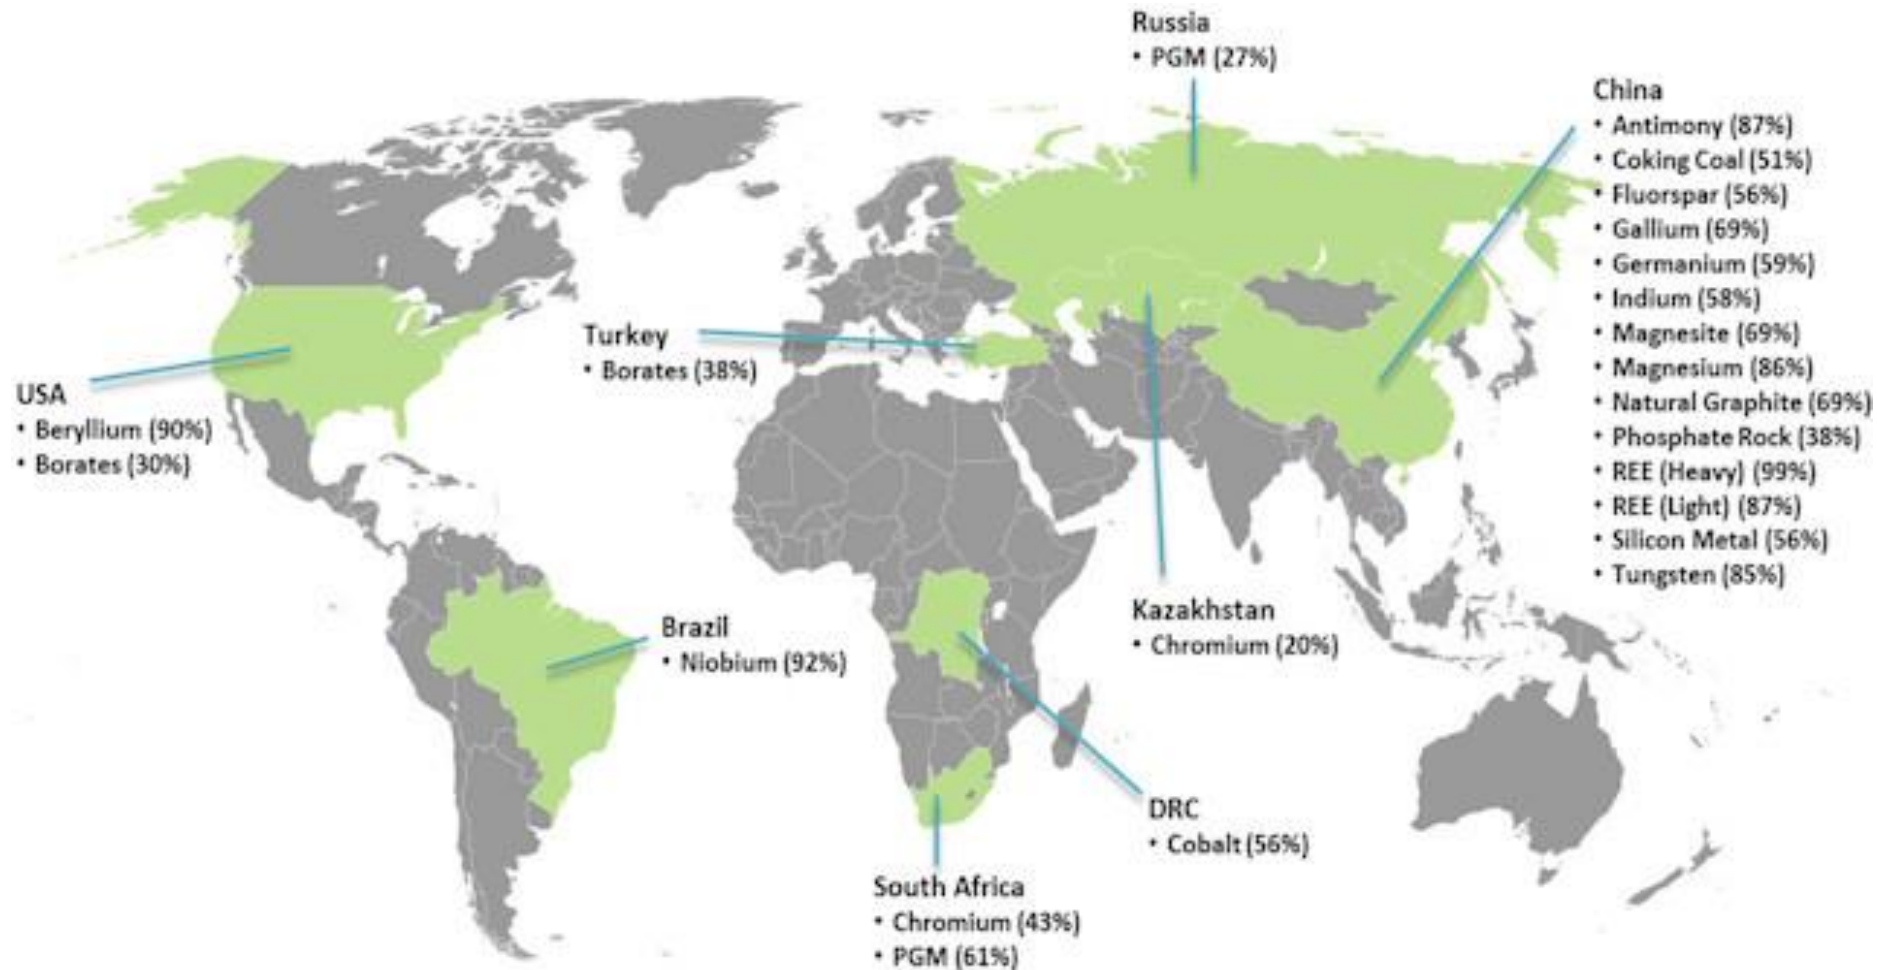 Russia
• PGM (27%)
China
• Antimony (87%)
• Coking Coal (51%)
• Fluorspar (56%)
• Gallium (69%)
• Germanium (59%)
• Indium (58%)
• Magnesite (69%)
• Magnesium (86%)
• Natural Graphite (69%)
• Phosphate Rock (38%)
• REE (Heavy) (99%)
• REE (Light) (87%)
• Silicon Metal (56%)
• Tungsten (85%)
Turkey
• Borates (38%)
USA
• Beryllium (90%)
• Borates (30%)
Brazil
• Niobium (92%)
Kazakhstan
• Chromium (20%)
DRC
• Cobalt (56%)
South Africa
• Chromium (43%)
• PGM (61%)